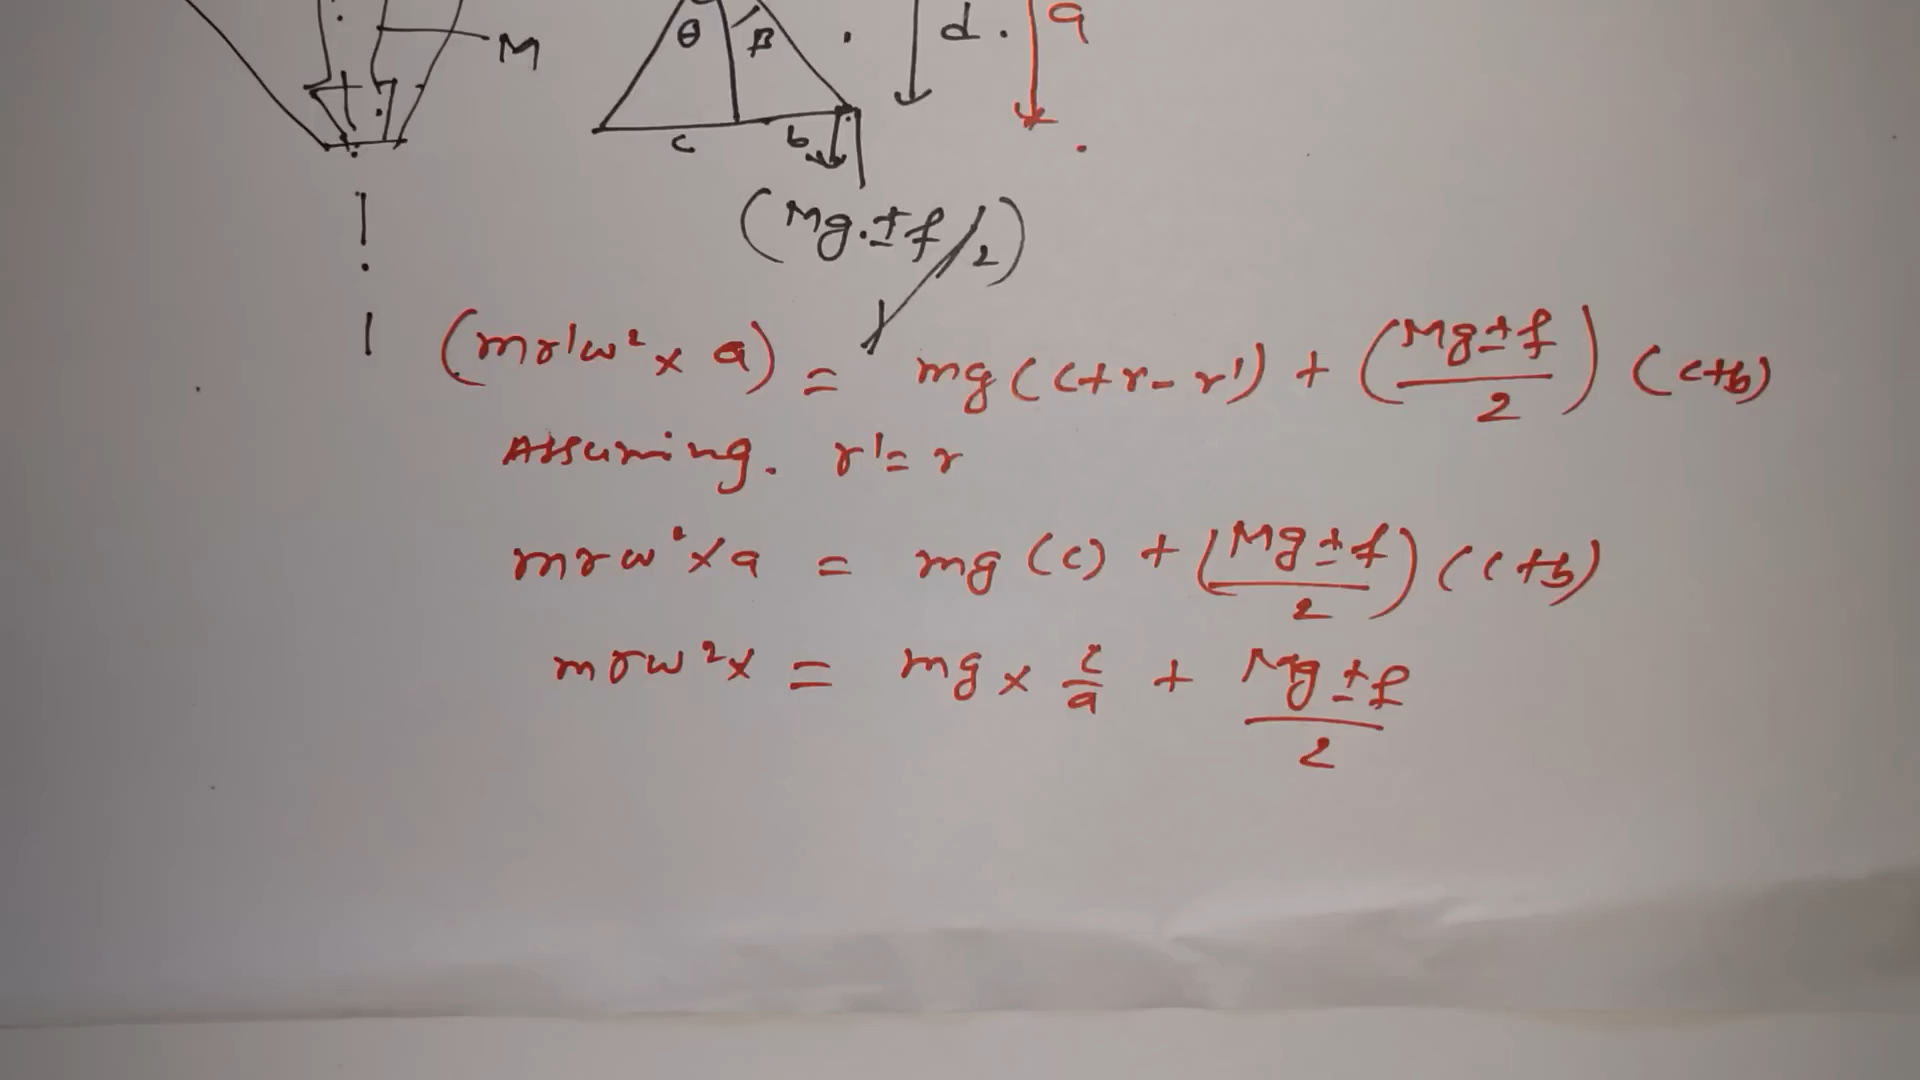 θ β d. a
M
c b
(Mg.±f/2)
(mr'ω² × a) = mg(c+r-r') + (Mg±f/2)(c+b)
Assuming. r'= r
mrω²×a = mg(c) + (Mg±f/2)(c+b)
mrω²× = mg × c/a + Mg±f/2